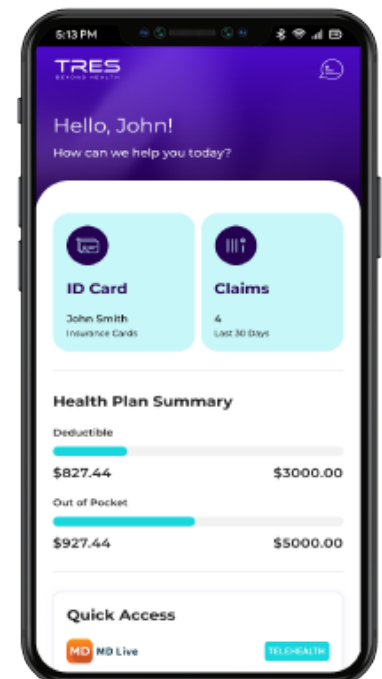 5:13 PM
TRES
BEYOND HEALTH
Hello, John!
How can we help you today?
ID Card
John Smith
Insurance Cards
Claims
4
Last 30 Days
Health Plan Summary
Deductible
$827.44 $3000.00
Out of Pocket
$927.44 $5000.00
Quick Access
MD MD Live TELEHEALTH